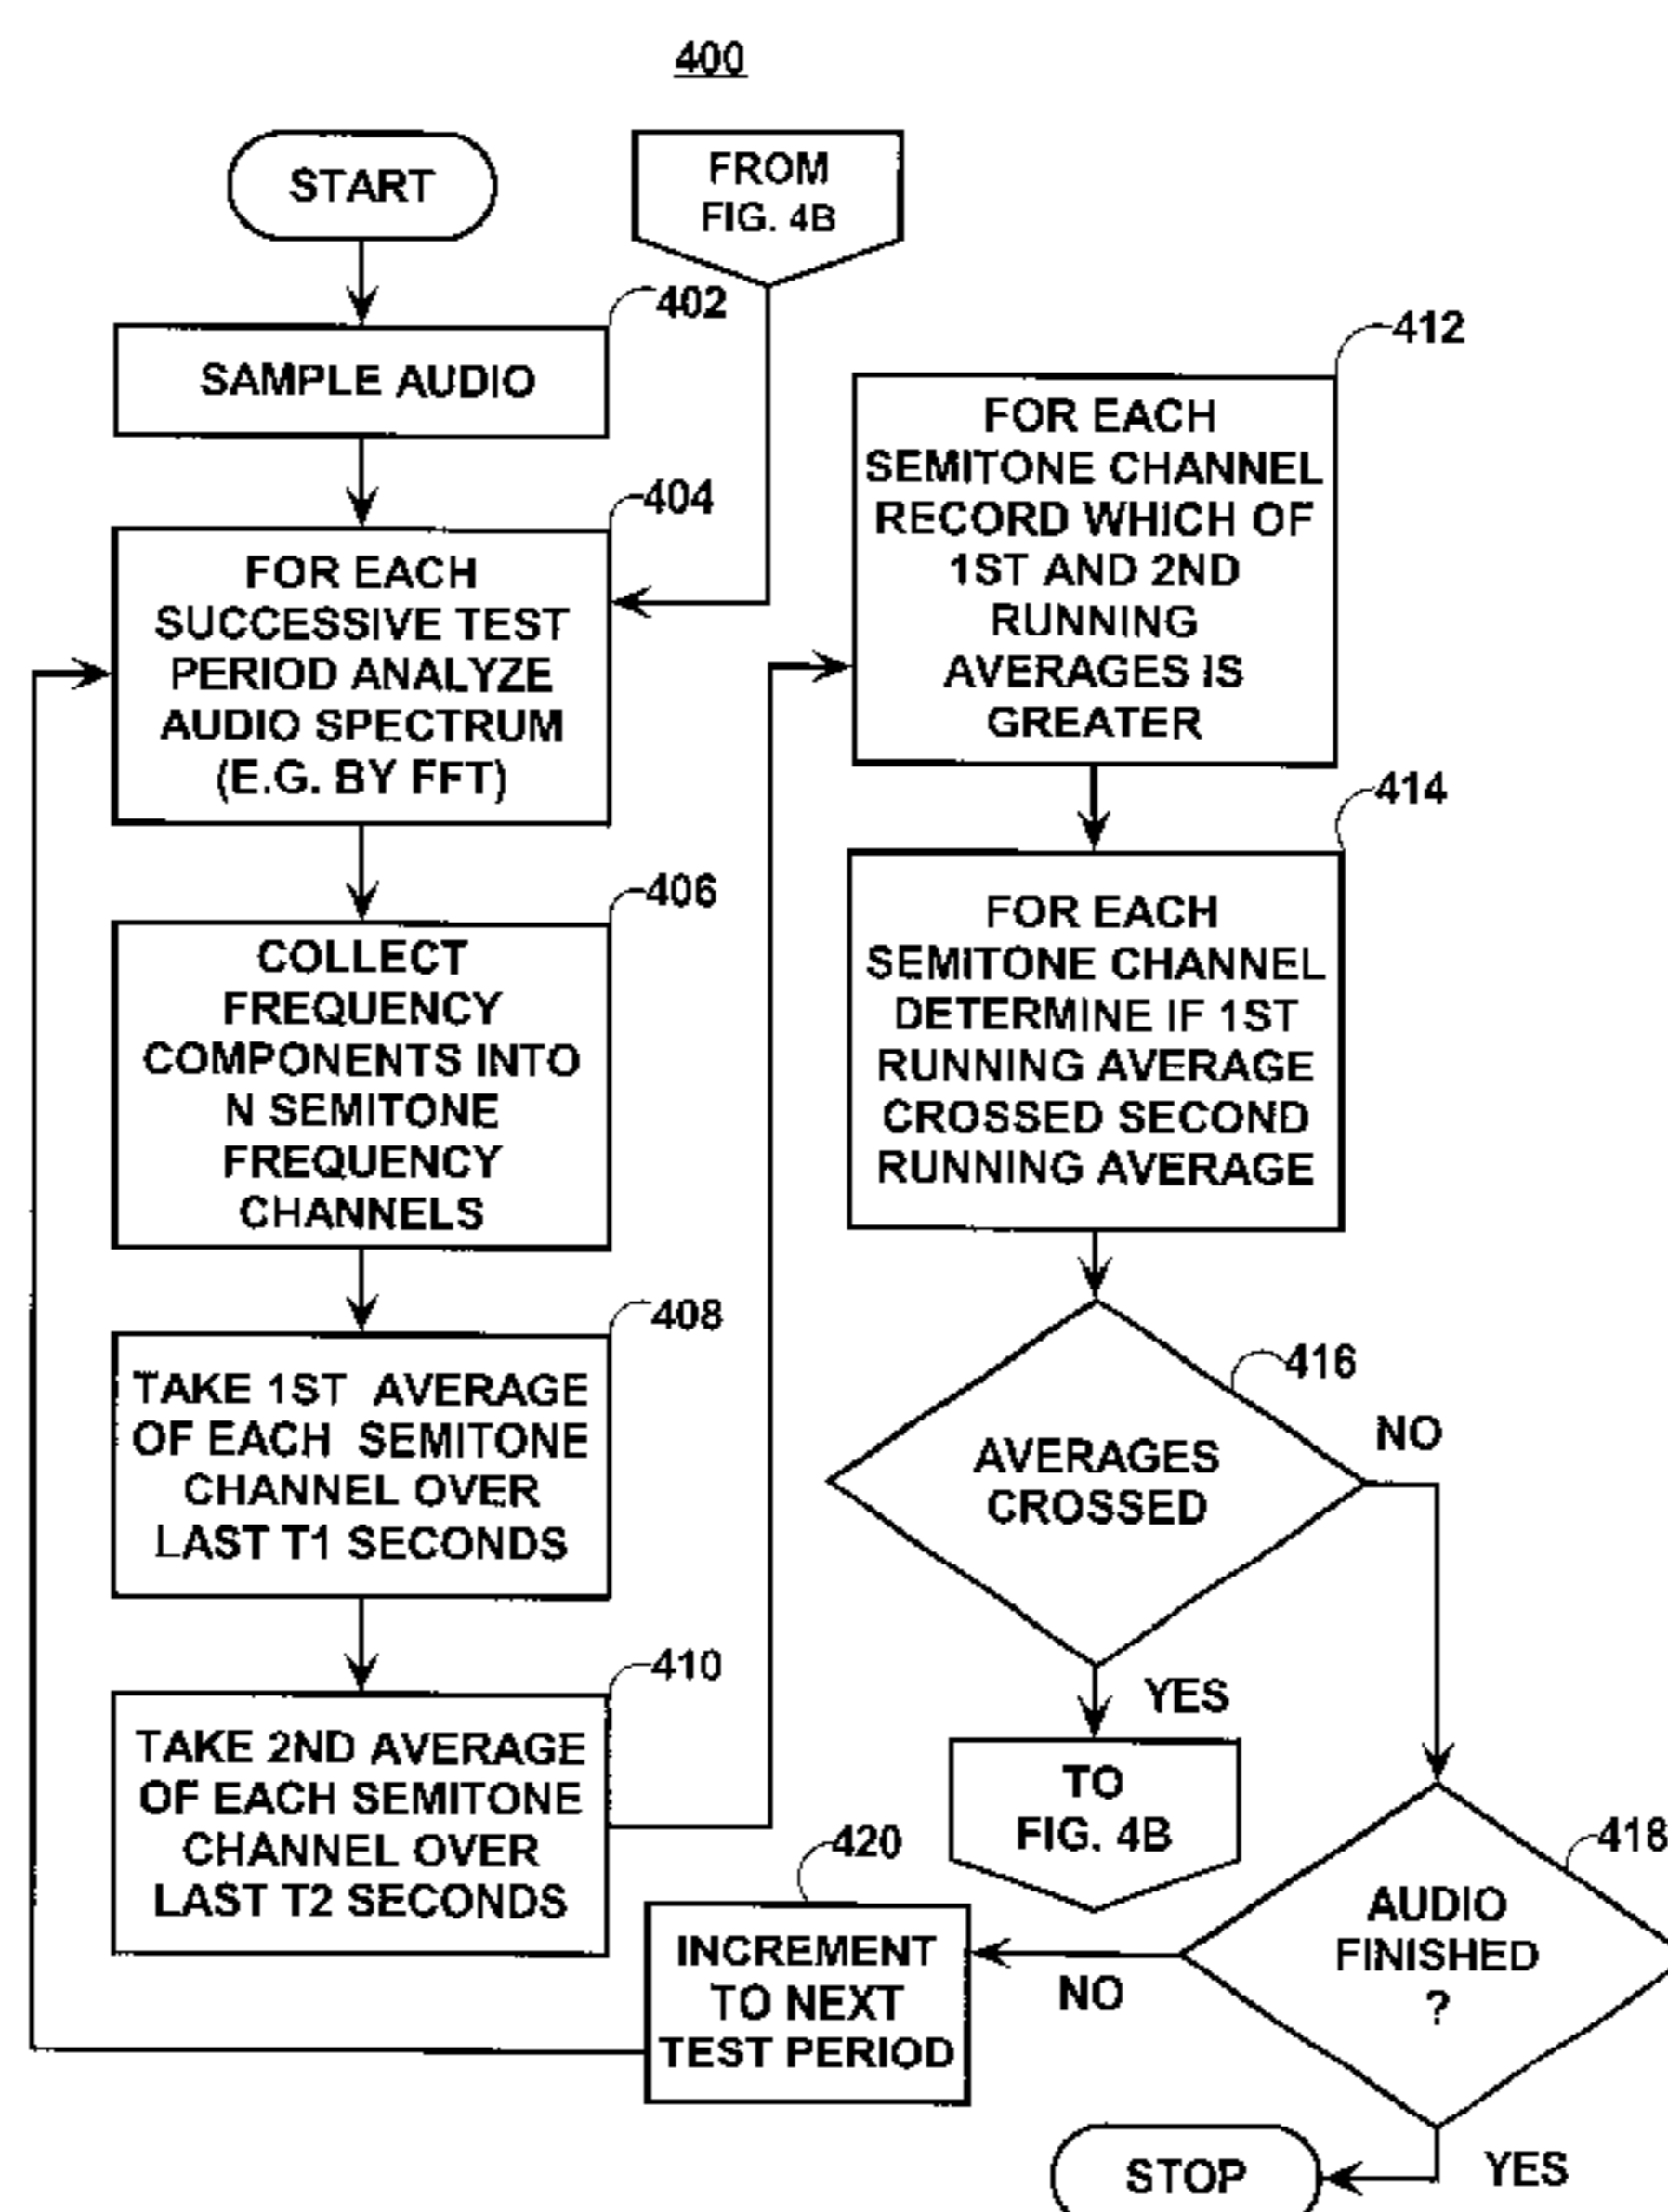 400
START
FROM
FIG. 4B
402
SAMPLE AUDIO
404
FOR EACH
SUCCESSIVE TEST
PERIOD ANALYZE
AUDIO SPECTRUM
(E.G. BY FFT)
406
COLLECT
FREQUENCY
COMPONENTS INTO
N SEMITONE
FREQUENCY
CHANNELS
408
TAKE 1ST AVERAGE
OF EACH SEMITONE
CHANNEL OVER
LAST T1 SECONDS
410
TAKE 2ND AVERAGE
OF EACH SEMITONE
CHANNEL OVER
LAST T2 SECONDS
412
FOR EACH
SEMITONE CHANNEL
RECORD WHICH OF
1ST AND 2ND
RUNNING
AVERAGES IS
GREATER
414
FOR EACH
SEMITONE CHANNEL
DETERMINE IF 1ST
RUNNING AVERAGE
CROSSED SECOND
RUNNING AVERAGE
416
AVERAGES
CROSSED
NO
YES
TO
FIG. 4B
418
AUDIO
FINISHED
?
NO
420
INCREMENT
TO NEXT
TEST PERIOD
YES
STOP